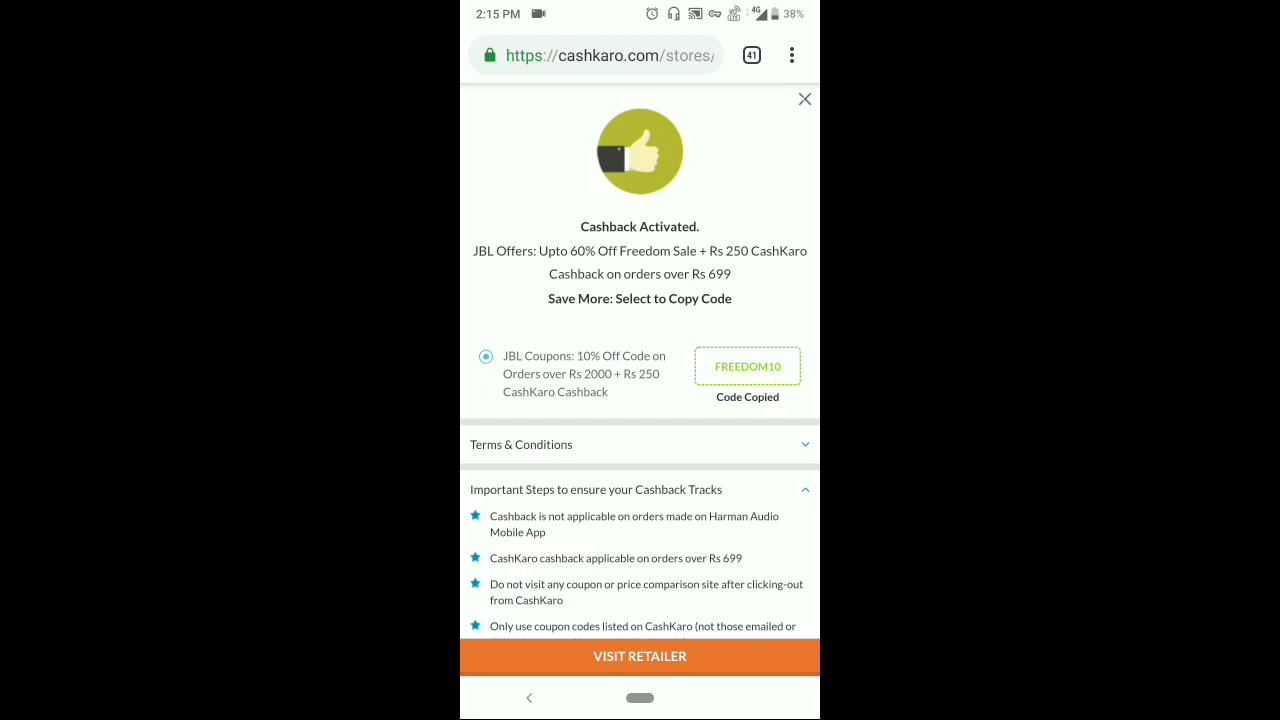 2:15 PM 4G 38%
https://cashkaro.com/stores/ 41
Cashback Activated.
JBL Offers: Upto 60% Off Freedom Sale + Rs 250 CashKaro
Cashback on orders over Rs 699
Save More: Select to Copy Code
JBL Coupons: 10% Off Code on
Orders over Rs 2000 + Rs 250
CashKaro Cashback
FREEDOM10
Code Copied
Terms & Conditions
Important Steps to ensure your Cashback Tracks
Cashback is not applicable on orders made on Harman Audio
Mobile App
CashKaro cashback applicable on orders over Rs 699
Do not visit any coupon or price comparison site after clicking-out
from CashKaro
Only use coupon codes listed on CashKaro (not those emailed or
VISIT RETAILER